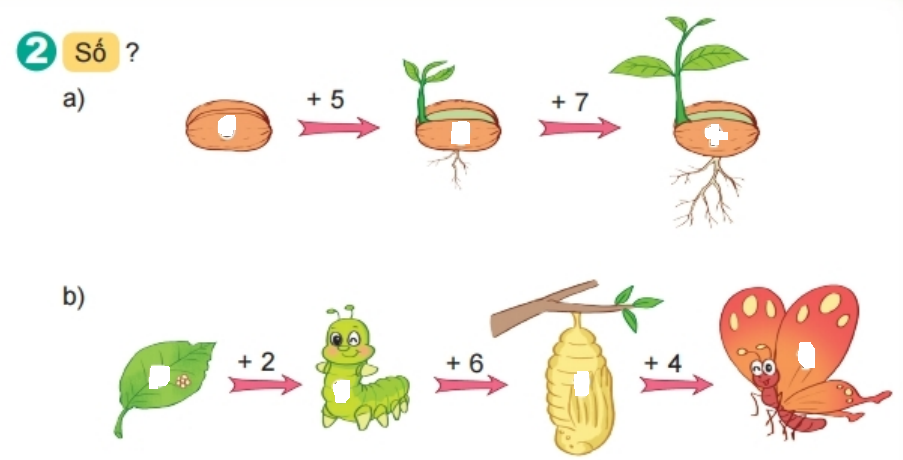 2 Số ?
a)
+ 5 + 7
b)
+ 2 + 6 + 4